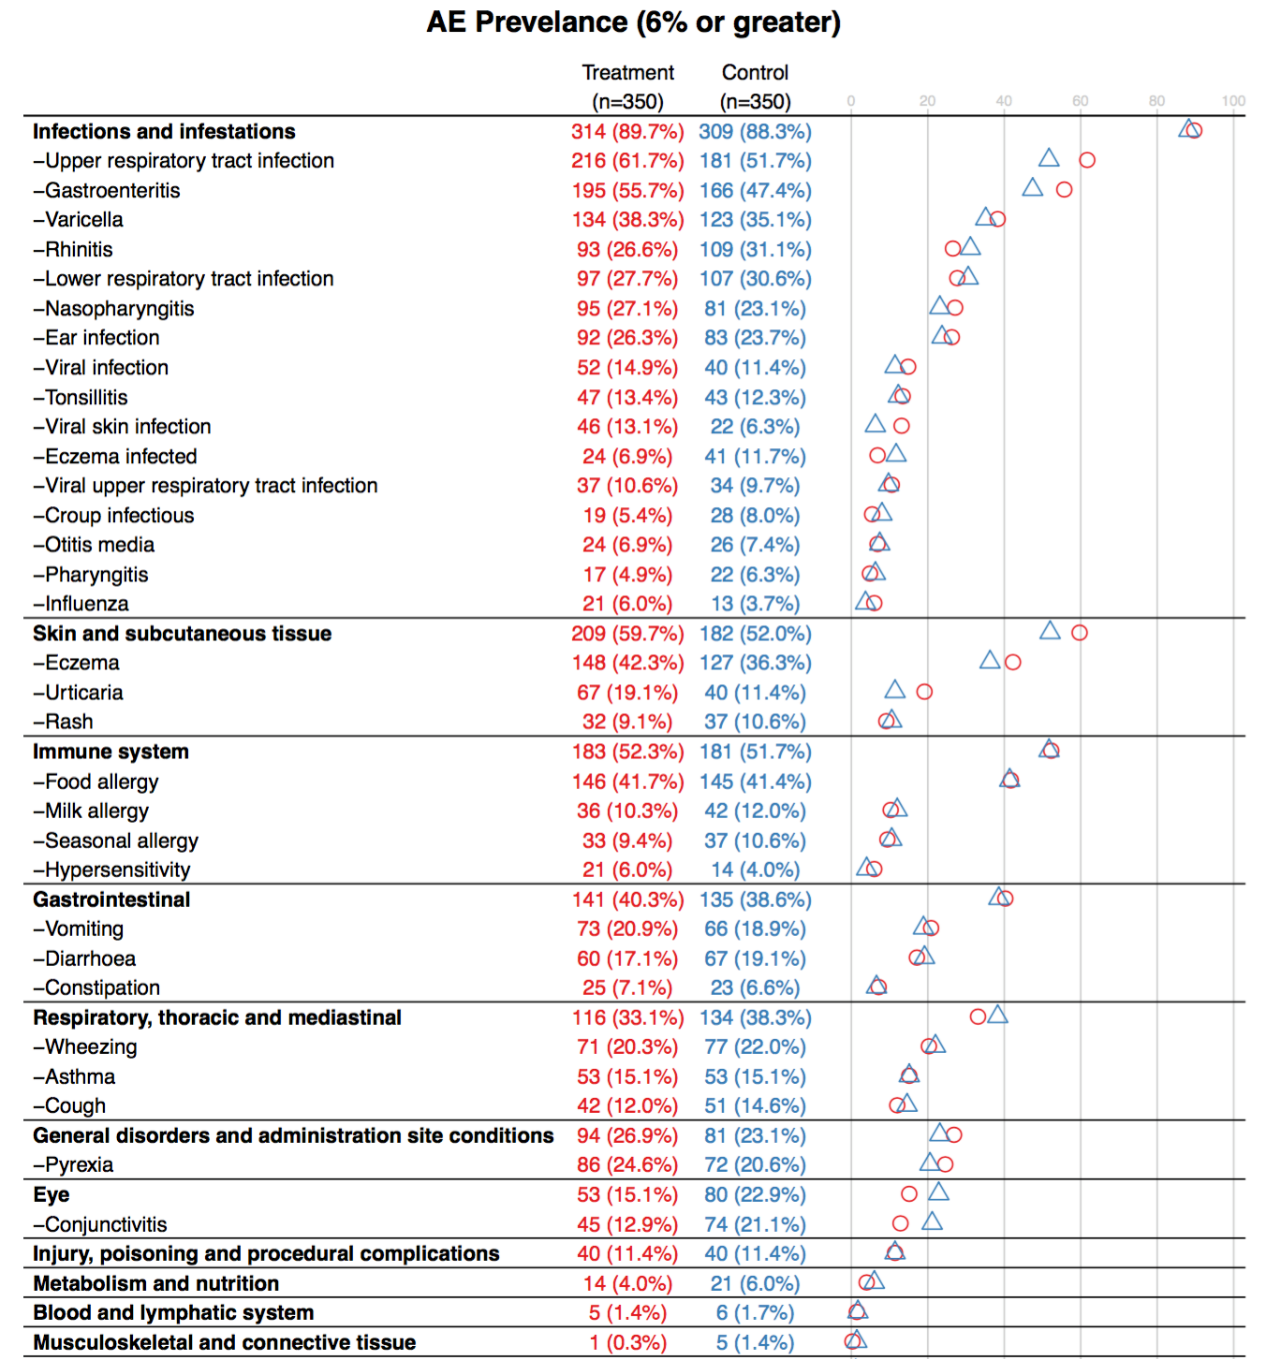 AE Prevelance (6% or greater)
Treatment Control
(n=350) (n=350) 0 20 40 60 80 100
Infections and infestations 314 (89.7%) 309 (88.3%)
–Upper respiratory tract infection 216 (61.7%) 181 (51.7%)
–Gastroenteritis 195 (55.7%) 166 (47.4%)
–Varicella 134 (38.3%) 123 (35.1%)
–Rhinitis 93 (26.6%) 109 (31.1%)
–Lower respiratory tract infection 97 (27.7%) 107 (30.6%)
–Nasopharyngitis 95 (27.1%) 81 (23.1%)
–Ear infection 92 (26.3%) 83 (23.7%)
–Viral infection 52 (14.9%) 40 (11.4%)
–Tonsillitis 47 (13.4%) 43 (12.3%)
–Viral skin infection 46 (13.1%) 22 (6.3%)
–Eczema infected 24 (6.9%) 41 (11.7%)
–Viral upper respiratory tract infection 37 (10.6%) 34 (9.7%)
–Croup infectious 19 (5.4%) 28 (8.0%)
–Otitis media 24 (6.9%) 26 (7.4%)
–Pharyngitis 17 (4.9%) 22 (6.3%)
–Influenza 21 (6.0%) 13 (3.7%)
Skin and subcutaneous tissue 209 (59.7%) 182 (52.0%)
–Eczema 148 (42.3%) 127 (36.3%)
–Urticaria 67 (19.1%) 40 (11.4%)
–Rash 32 (9.1%) 37 (10.6%)
Immune system 183 (52.3%) 181 (51.7%)
–Food allergy 146 (41.7%) 145 (41.4%)
–Milk allergy 36 (10.3%) 42 (12.0%)
–Seasonal allergy 33 (9.4%) 37 (10.6%)
–Hypersensitivity 21 (6.0%) 14 (4.0%)
Gastrointestinal 141 (40.3%) 135 (38.6%)
–Vomiting 73 (20.9%) 66 (18.9%)
–Diarrhoea 60 (17.1%) 67 (19.1%)
–Constipation 25 (7.1%) 23 (6.6%)
Respiratory, thoracic and mediastinal 116 (33.1%) 134 (38.3%)
–Wheezing 71 (20.3%) 77 (22.0%)
–Asthma 53 (15.1%) 53 (15.1%)
–Cough 42 (12.0%) 51 (14.6%)
General disorders and administration site conditions 94 (26.9%) 81 (23.1%)
–Pyrexia 86 (24.6%) 72 (20.6%)
Eye 53 (15.1%) 80 (22.9%)
–Conjunctivitis 45 (12.9%) 74 (21.1%)
Injury, poisoning and procedural complications 40 (11.4%) 40 (11.4%)
Metabolism and nutrition 14 (4.0%) 21 (6.0%)
Blood and lymphatic system 5 (1.4%) 6 (1.7%)
Musculoskeletal and connective tissue 1 (0.3%) 5 (1.4%)